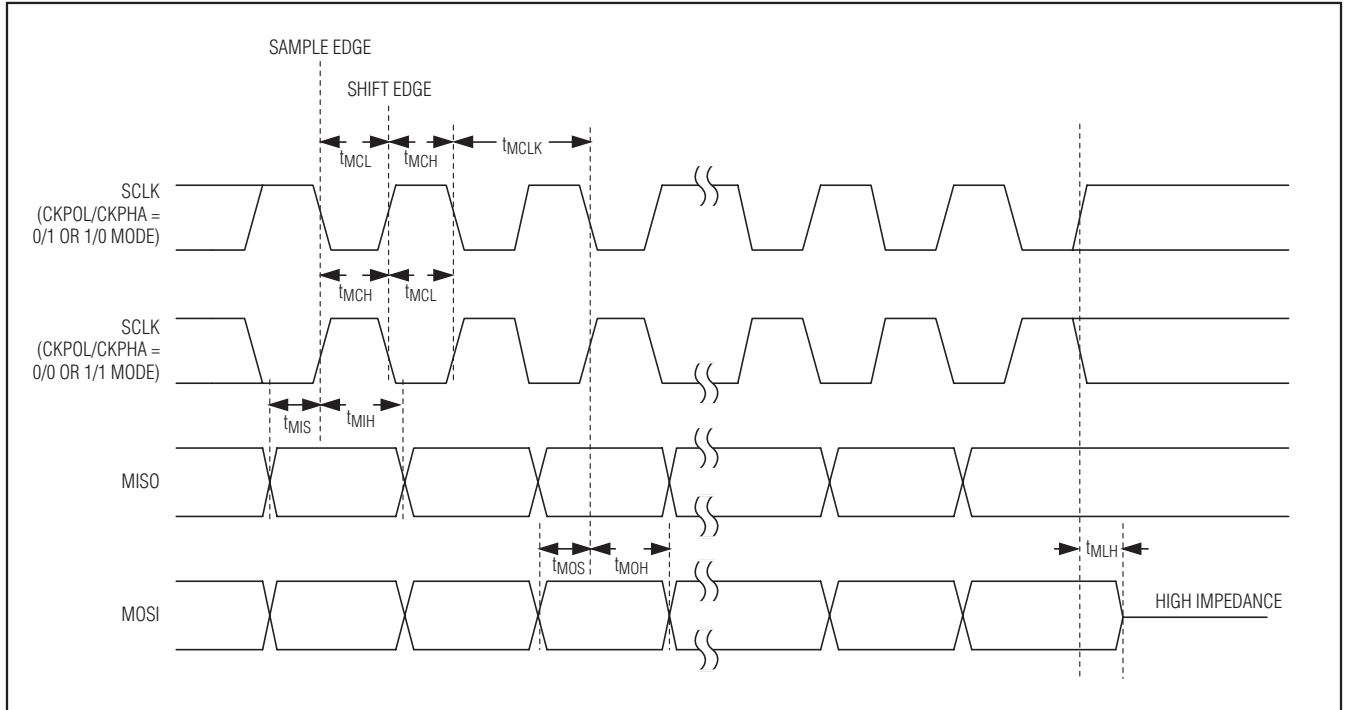 SAMPLE EDGE
SHIFT EDGE
tMCL
tMCH
tMCLK
SCLK
(CKPOL/CKPHA =
0/1 OR 1/0 MODE)
tMCH
tMCL
SCLK
(CKPOL/CKPHA =
0/0 OR 1/1 MODE)
tMIS
tMIH
MISO
tMOS
tMOH
tMLH
MOSI
HIGH IMPEDANCE